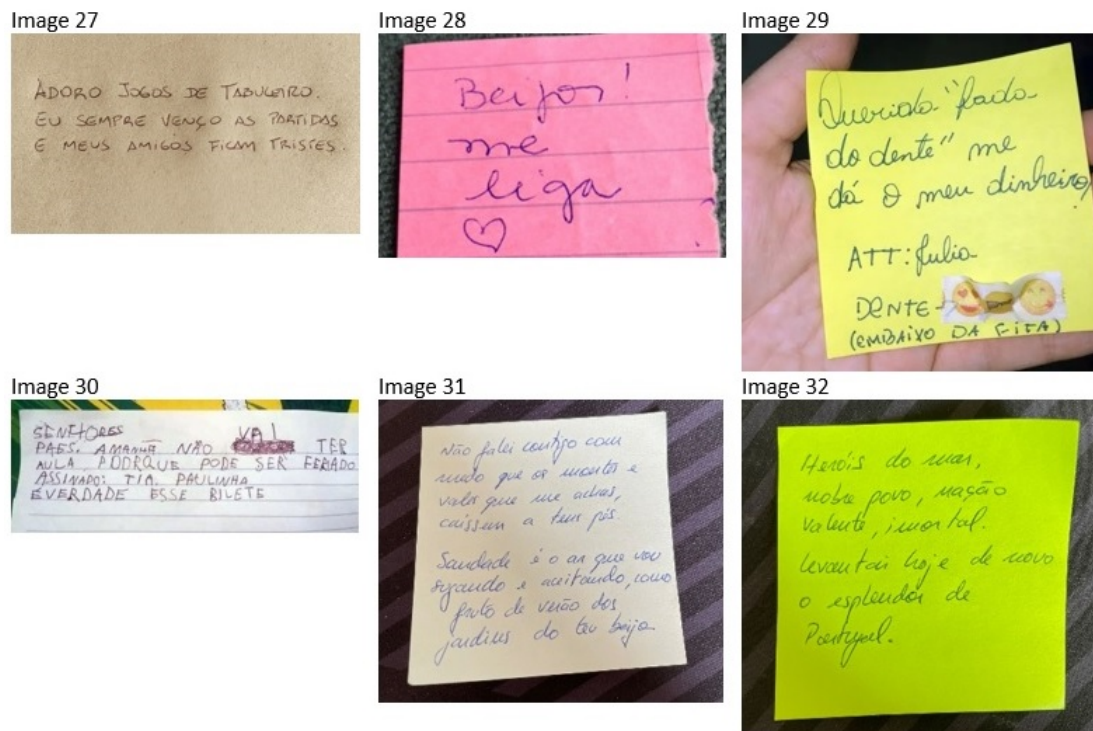 Image 27
ADORO JOGOS DE TABULEIRO.
EU SEMPRE VENÇO AS PARTIDAS
E MEUS AMIGOS FICAM TRISTES.
Image 28
Beijos!
me
liga
Image 29
Querida "fada
do dente" me
dá o meu dinheiro,
ATT: Julia
DENTE-
(EMBAIXO DA FITA)
Image 30
SENHORES
PAES. AMANHÃ NÃO VAI TER
AULA PODRQUE PODE SER FERIADO
ASSINADO: TIA. PAULINHA
EVERDADE ESSE BILETE
Image 31
Não falei contigo com
medo que os montes e
vales que me achas,
caíssem a teus pés.
Saudade é o ar que vou
sugando e aceitando, como
fruto de verão dos
jardins do teu beijo
Image 32
Heróis do mar,
nobre povo, nação
valente, imortal.
levantai hoje de novo
o esplendor de
Portugal.